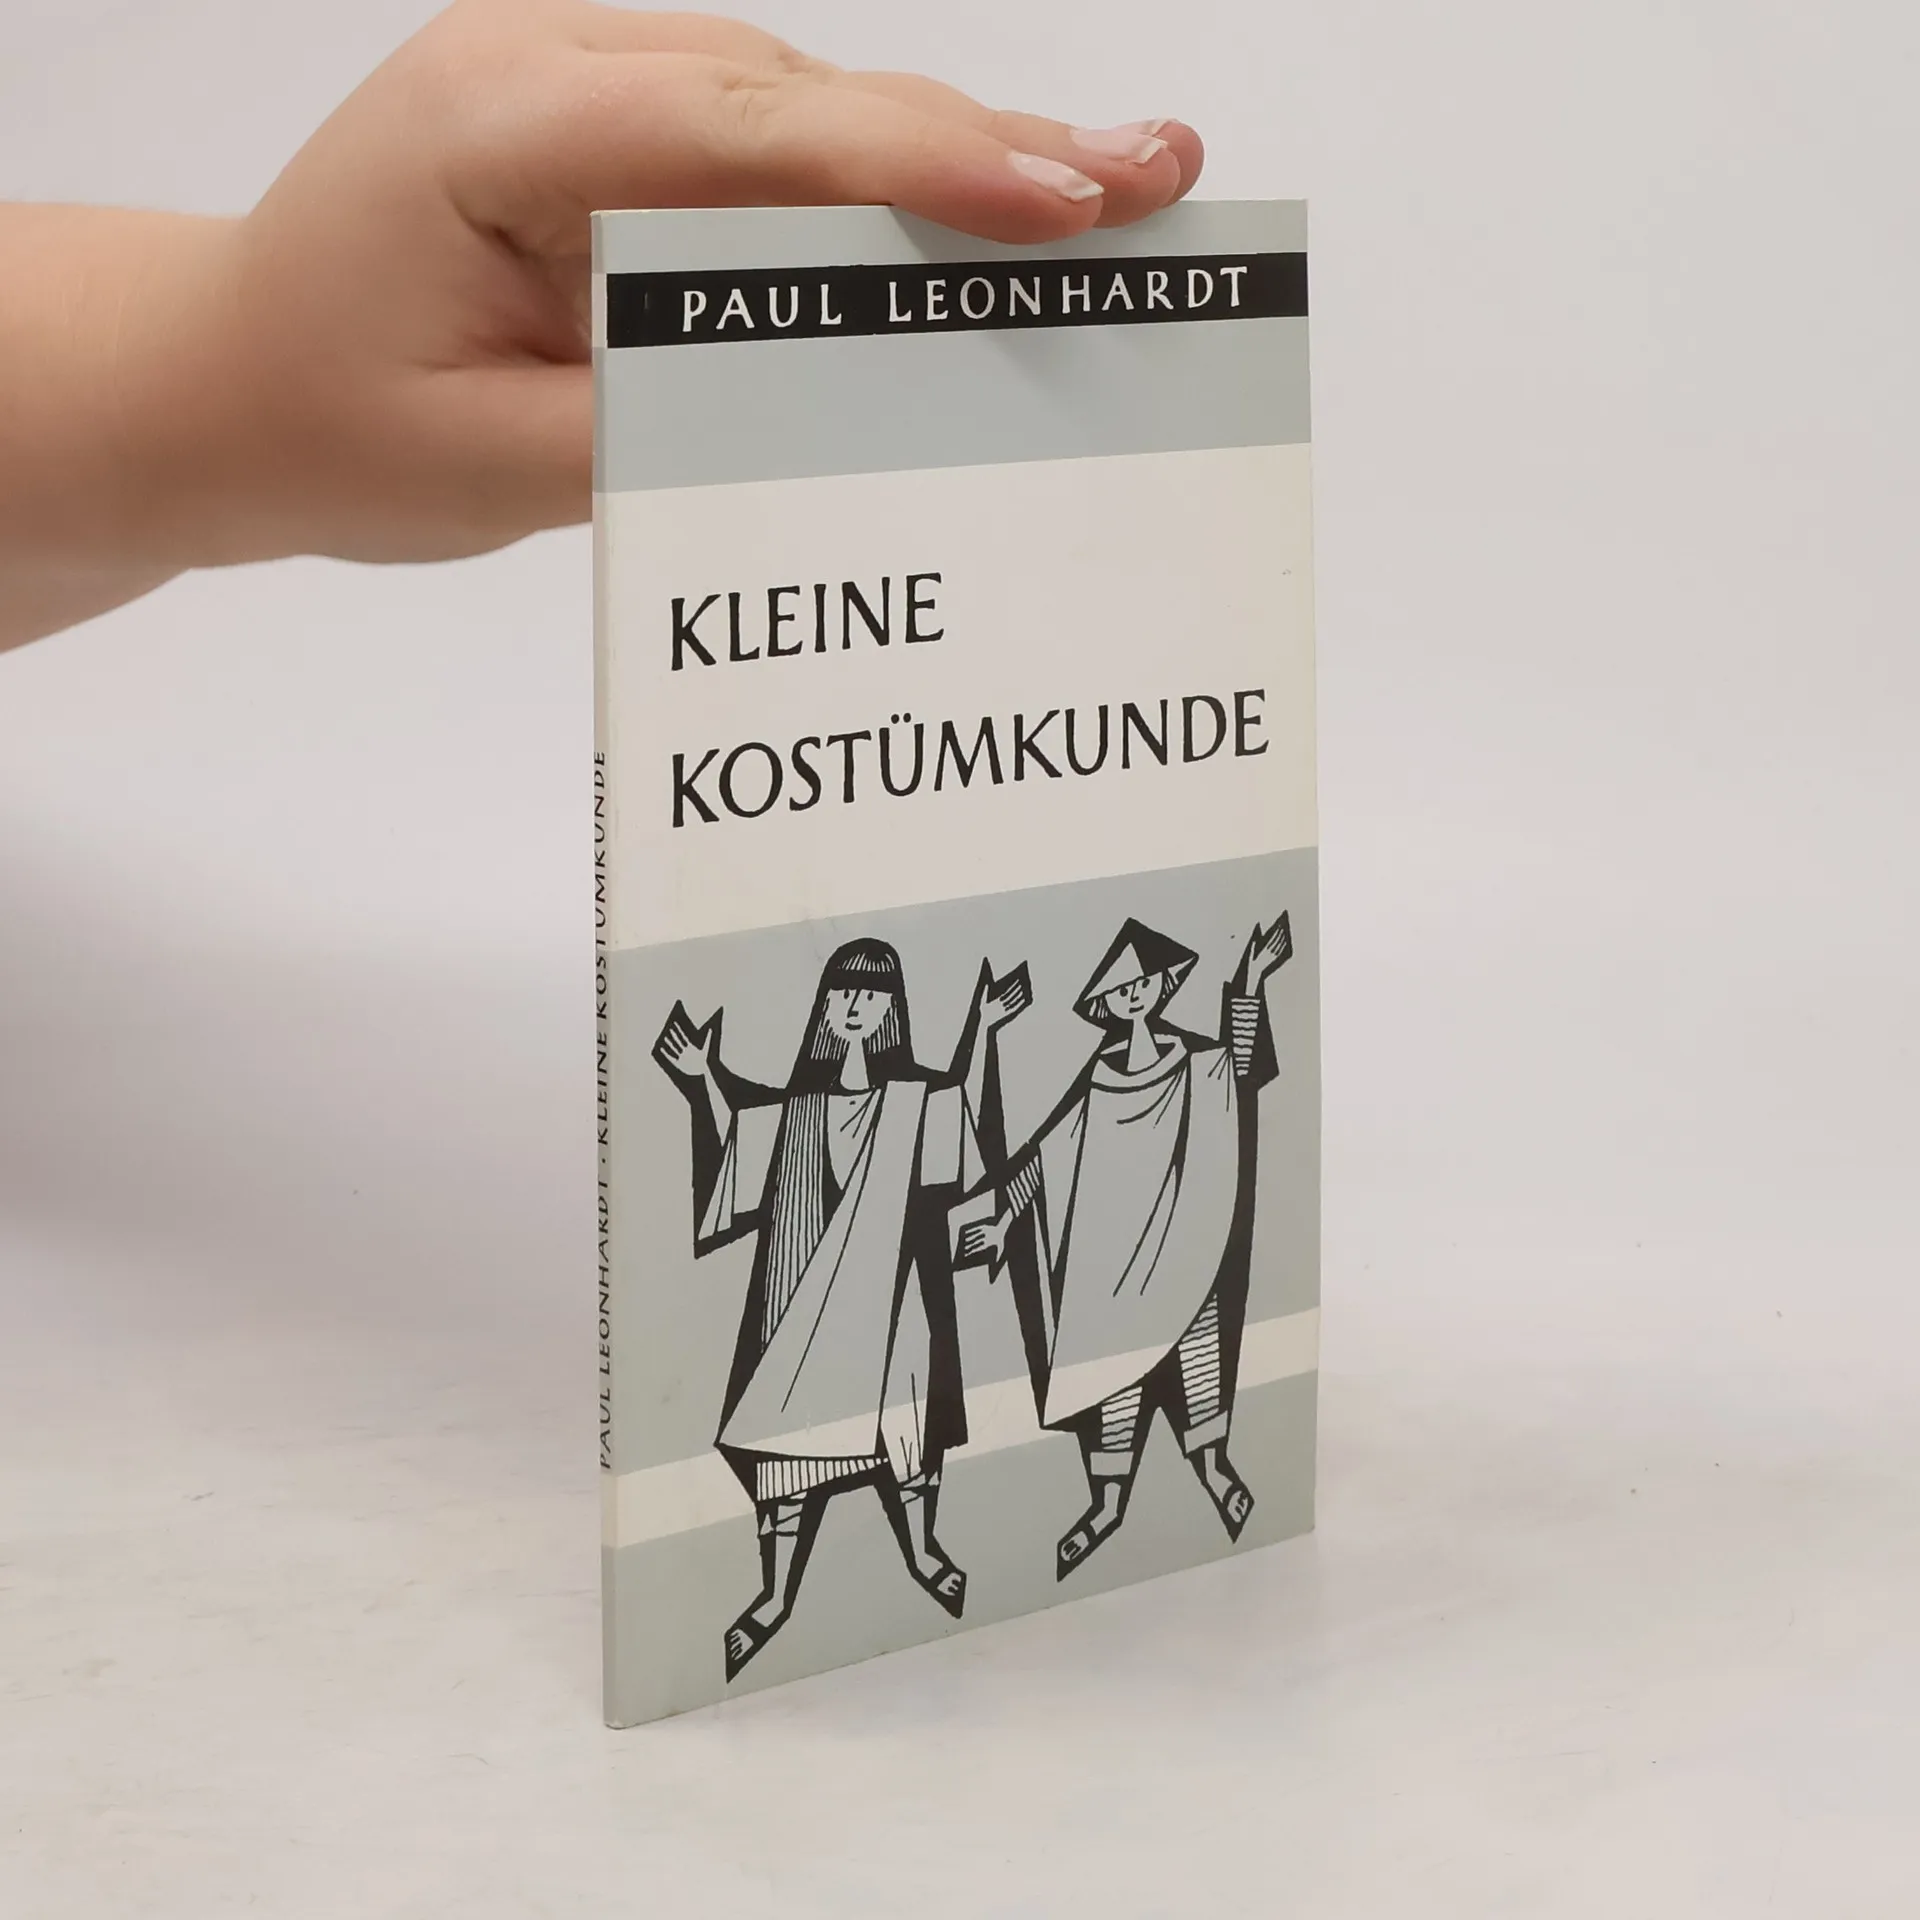 PAUL LEONHARDT
KLEINE
KOSTÜMKUNDE
PAUL LEONHARDT · KLEINE KOSTÜMKUNDE